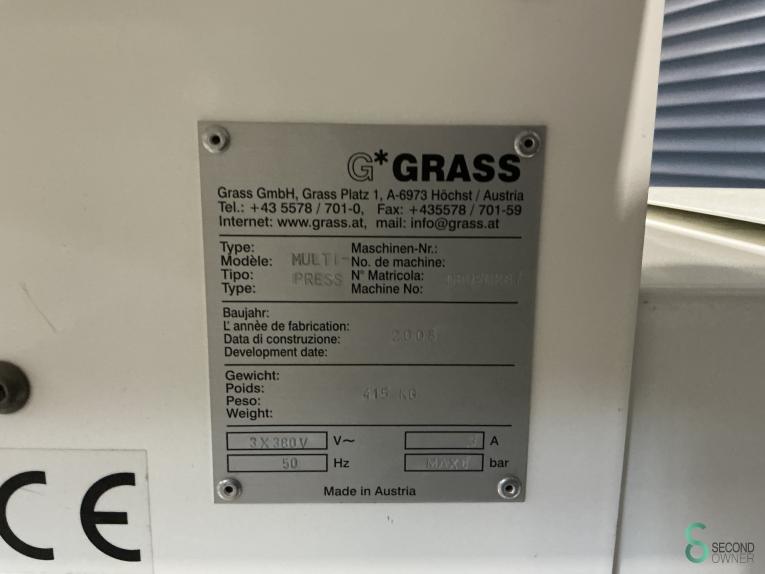 G*GRASS
Grass GmbH, Grass Platz 1, A-6973 Höchst / Austria
Tel.: +43 5578 / 701-0, Fax: +435578 / 701-59
Internet: www.grass.at, mail: info@grass.at
Type: Maschinen-Nr.:
Modèle: MULTI- No. de machine:
Tipo: PRESS N° Matricola:
Type: Machine No:
Baujahr:
L' annèe de fabrication:
Data di construzione:
Development date:
Gewicht:
Poids:
Peso: 415 KG
Weight:
3X380V V~ A
50 Hz bar
Made in Austria
CE
SECOND
OWNER